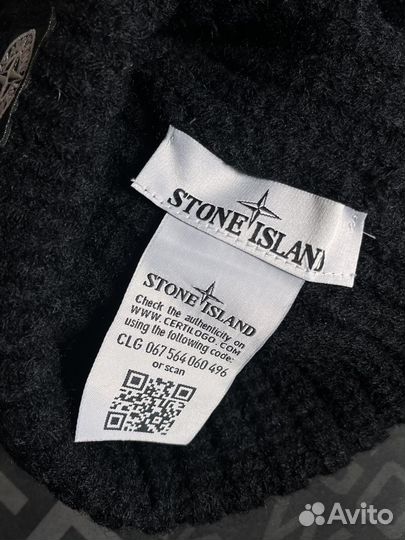 STONE ISLAND
STONE ISLAND
Check the authenticity on
WWW.CERTILOGO.COM
using the following code:
CLG 067 564 060 496
or scan
Avito